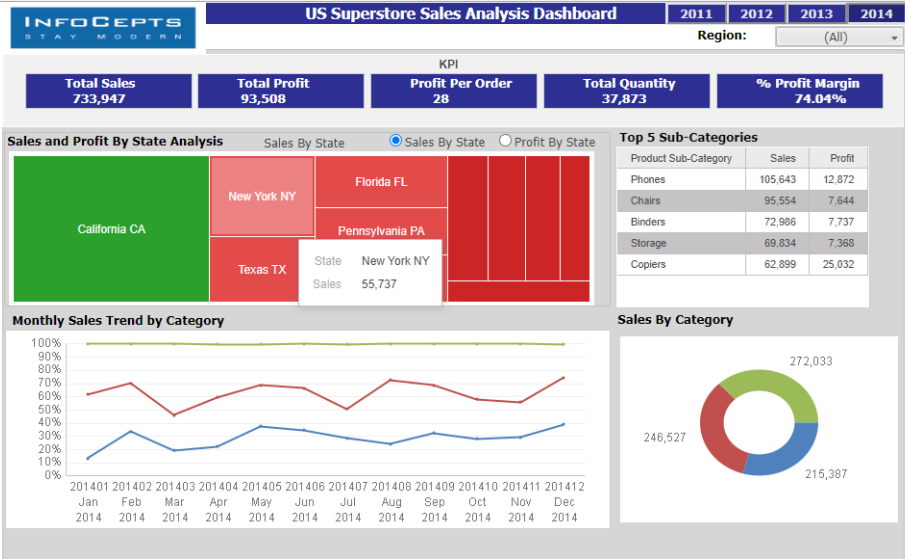 INFOCEPTS
STAY MODERN
US Superstore Sales Analysis Dashboard
2011 2012 2013 2014
Region: (All)
KPI
Total Sales
733,947
Total Profit
93,508
Profit Per Order
28
Total Quantity
37,873
% Profit Margin
74.04%
Sales and Profit By State Analysis
Sales By State
Sales By State Profit By State
California CA
New York NY
Texas TX
Florida FL
Pennsylvania PA
State New York NY
Sales 55,737
Top 5 Sub-Categories
Product Sub-Category Sales Profit
Phones 105,643 12,872
Chairs 95,554 7,644
Binders 72,986 7,737
Storage 69,834 7,368
Copiers 62,899 25,032
Monthly Sales Trend by Category
100%
90%
80%
70%
60%
50%
40%
30%
20%
10%
0%
201401 201402 201403 201404 201405 201406 201407 201408 201409 201410 201411 201412
Jan Feb Mar Apr May Jun Jul Aug Sep Oct Nov Dec
2014 2014 2014 2014 2014 2014 2014 2014 2014 2014 2014 2014
Sales By Category
272,033
246,527
215,387